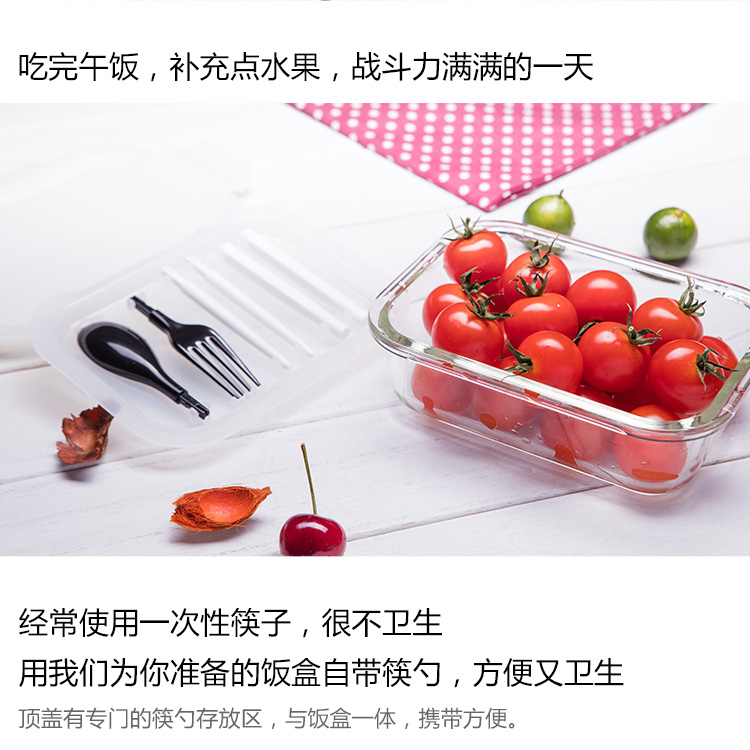 吃完午饭，补充点水果，战斗力满满的一天
经常使用一次性筷子，很不卫生
用我们为你准备的饭盒自带筷勺，方便又卫生
顶盖有专门的筷勺存放区，与饭盒一体，携带方便。